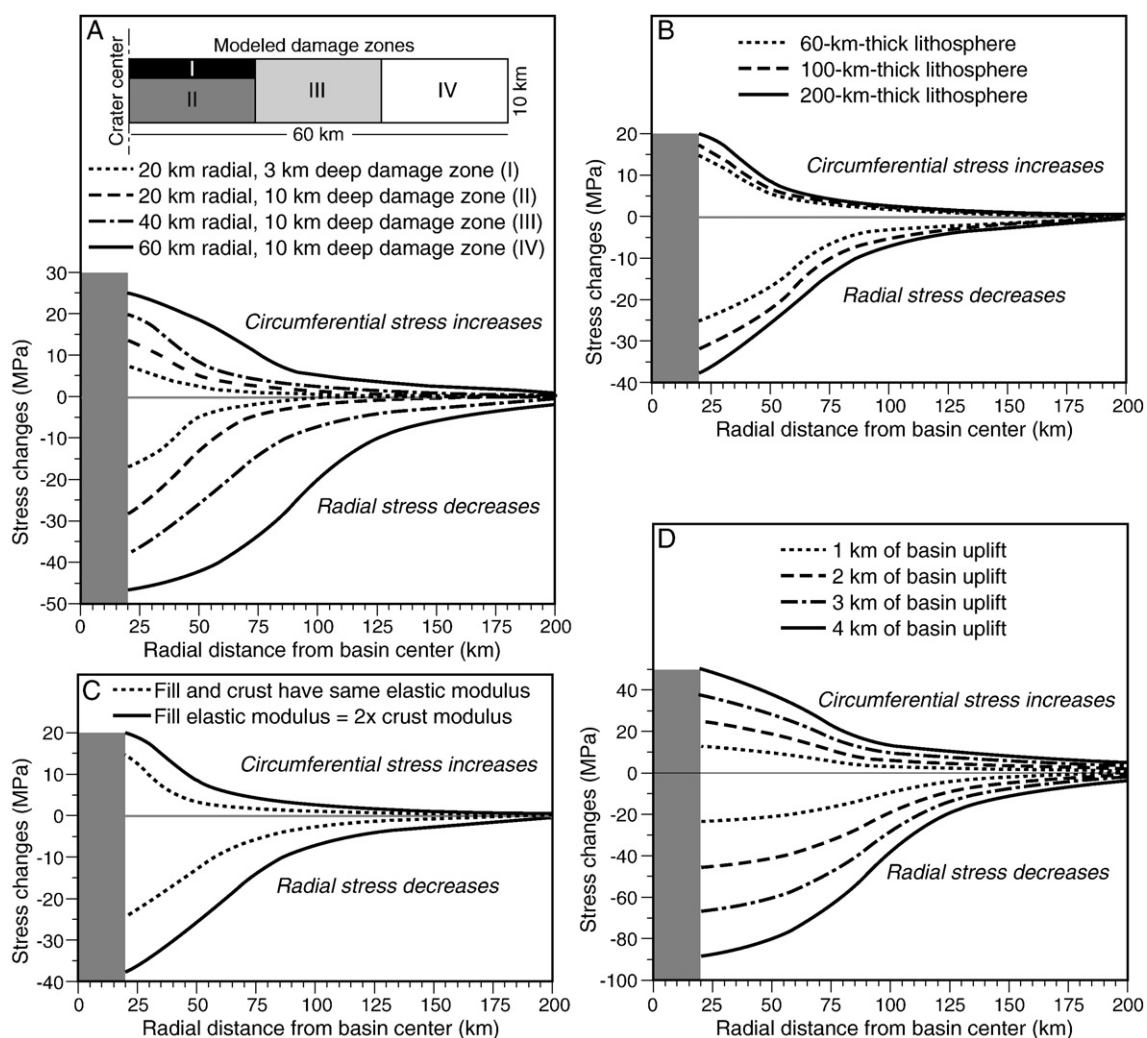 A
Modeled damage zones
Crater center
I
II
III
IV
10 km
60 km
20 km radial, 3 km deep damage zone (I)
20 km radial, 10 km deep damage zone (II)
40 km radial, 10 km deep damage zone (III)
60 km radial, 10 km deep damage zone (IV)
Stress changes (MPa)
30
20
10
0
-10
-20
-30
-40
-50
Circumferential stress increases
Radial stress decreases
0 25 50 75 100 125 150 175 200
Radial distance from basin center (km)
B
60-km-thick lithosphere
100-km-thick lithosphere
200-km-thick lithosphere
Stress changes (MPa)
20
10
0
-10
-20
-30
-40
Circumferential stress increases
Radial stress decreases
0 25 50 75 100 125 150 175 200
Radial distance from basin center (km)
C
Fill and crust have same elastic modulus
Fill elastic modulus = 2x crust modulus
Stress changes (MPa)
20
10
0
-10
-20
-30
-40
Circumferential stress increases
Radial stress decreases
0 25 50 75 100 125 150 175 200
Radial distance from basin center (km)
D
1 km of basin uplift
2 km of basin uplift
3 km of basin uplift
4 km of basin uplift
Stress changes (MPa)
40
20
0
-20
-40
-60
-80
-100
Circumferential stress increases
Radial stress decreases
0 25 50 75 100 125 150 175 200
Radial distance from basin center (km)